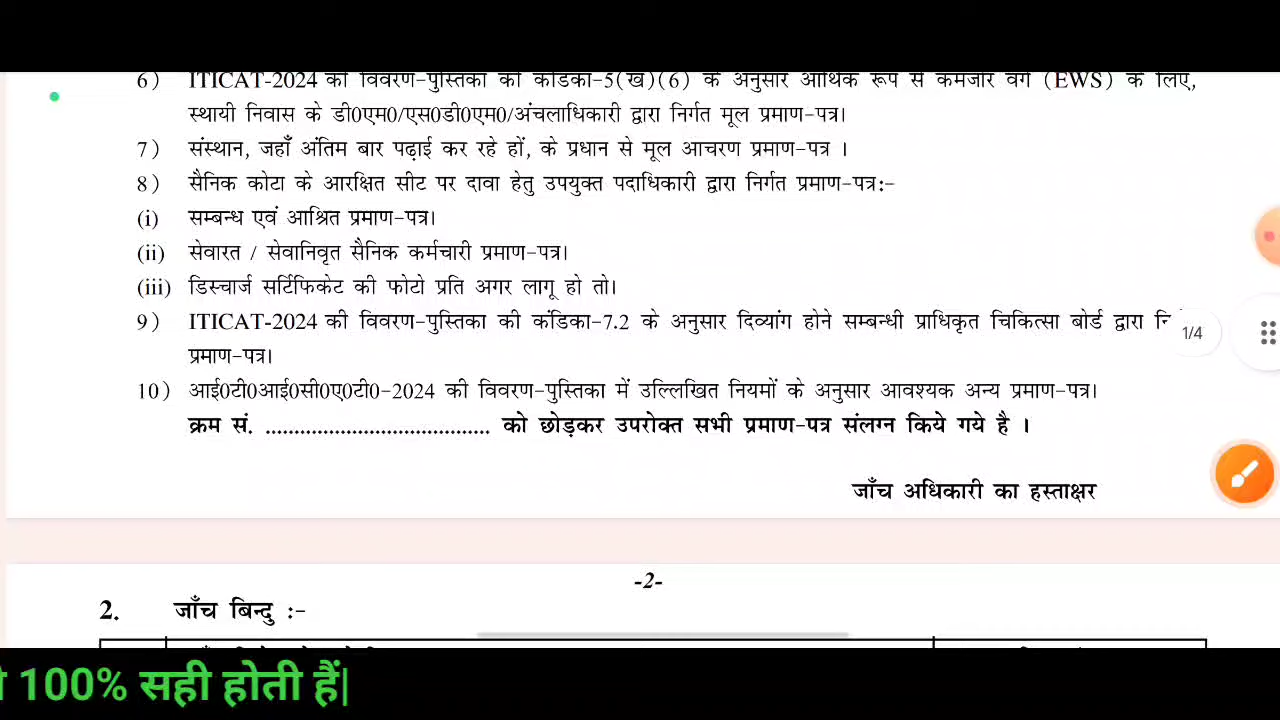 6) ITICAT-2024 की विवरण-पुस्तिका की कंडिका-5(ख)(6) के अनुसार आर्थिक रूप से कमजोर वर्ग (EWS) के लिए,
स्थायी निवास के डी0एम0/एस0डी0एम0/अंचलाधिकारी द्वारा निर्गत मूल प्रमाण-पत्र।
7) संस्थान, जहाँ अंतिम बार पढ़ाई कर रहे हों, के प्रधान से मूल आचरण प्रमाण-पत्र ।
8) सैनिक कोटा के आरक्षित सीट पर दावा हेतु उपयुक्त पदाधिकारी द्वारा निर्गत प्रमाण-पत्र:-
(i) सम्बन्ध एवं आश्रित प्रमाण-पत्र।
(ii) सेवारत / सेवानिवृत सैनिक कर्मचारी प्रमाण-पत्र।
(iii) डिस्चार्ज सर्टिफिकेट की फोटो प्रति अगर लागू हो तो।
9) ITICAT-2024 की विवरण-पुस्तिका की कंडिका-7.2 के अनुसार दिव्यांग होने सम्बन्धी प्राधिकृत चिकित्सा बोर्ड द्वारा
1/4
प्रमाण-पत्र।
10) आई0टी0आई0सी0ए0टी0-2024 की विवरण-पुस्तिका में उल्लिखित नियमों के अनुसार आवश्यक अन्य प्रमाण-पत्र।
क्रम सं. ....................................... को छोड़कर उपरोक्त सभी प्रमाण-पत्र संलग्न किये गये है ।
जाँच अधिकारी का हस्ताक्षर
-2-
2. जाँच बिन्दु :-
100% सही होती हैं|